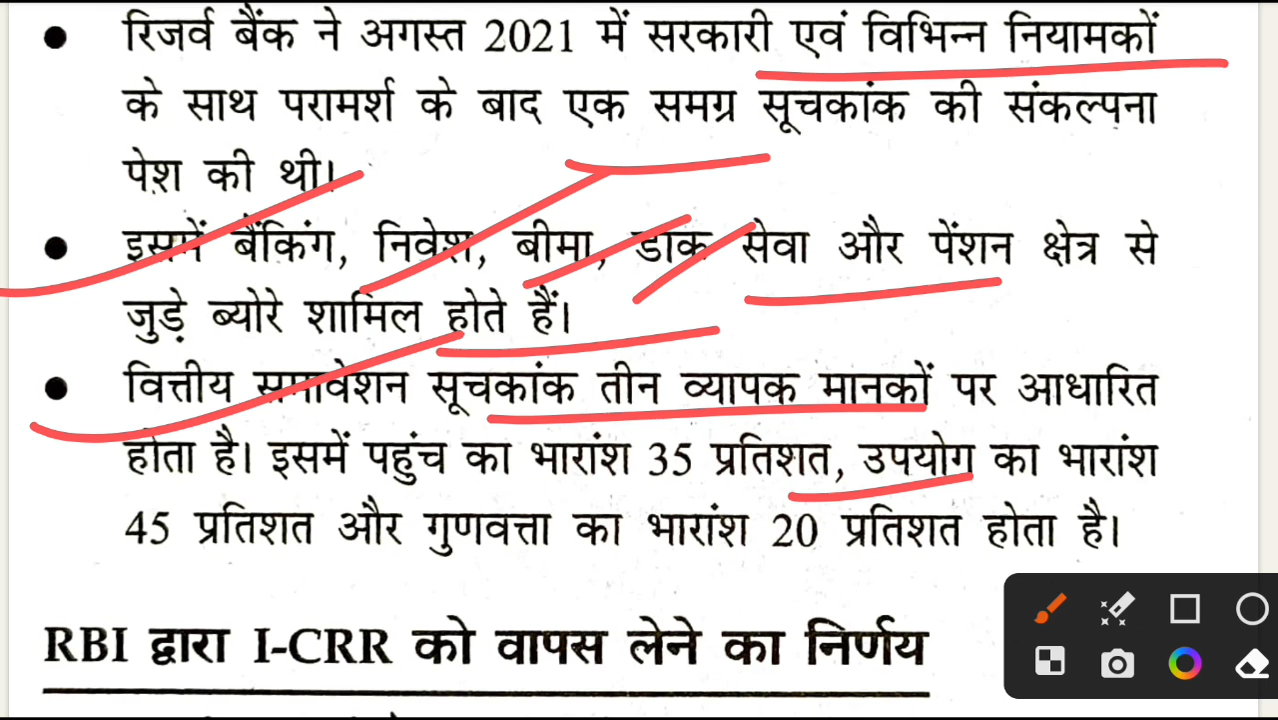 ● रिजर्व बैंक ने अगस्त 2021 में सरकारी एवं विभिन्न नियामकों
के साथ परामर्श के बाद एक समग्र सूचकांक की संकल्पना
पेश की थी।
● इसमें बैंकिंग, निवेश, बीमा, डाक सेवा और पेंशन क्षेत्र से
जुड़े ब्योरे शामिल होते हैं।
● वित्तीय समावेशन सूचकांक तीन व्यापक मानकों पर आधारित
होता है। इसमें पहुंच का भारांश 35 प्रतिशत, उपयोग का भारांश
45 प्रतिशत और गुणवत्ता का भारांश 20 प्रतिशत होता है।
RBI द्वारा I-CRR को वापस लेने का निर्णय